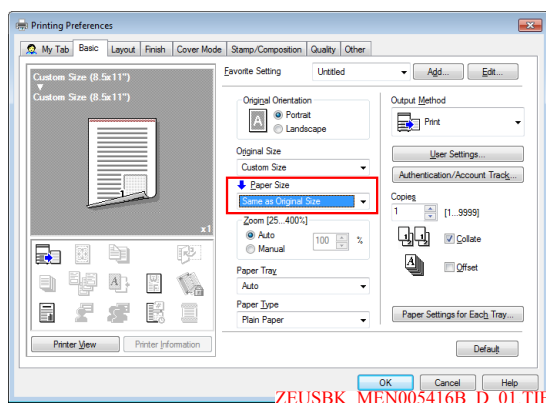 Printing Preferences
My Tab Basic Layout Finish Cover Mode Stamp/Composition Quality Other
Custom Size (8.5x11")
Custom Size (8.5x11")
1
x1
Printer View Printer Information
Favorite Setting Untitled Add... Edit...
Original Orientation
A Portrait
Landscape
Original Size
Custom Size
Paper Size
Same as Original Size
Zoom [25...400%]
Auto
Manual
100 %
Paper Tray
Auto
Paper Type
Plain Paper
Output Method
Print
User Settings...
Authentication/Account Track...
Copies
1 [1...9999]
Collate
Offset
Paper Settings for Each Tray...
Default
OK Cancel Help
ZEUSBK_MEN005416B_D_01.TIF